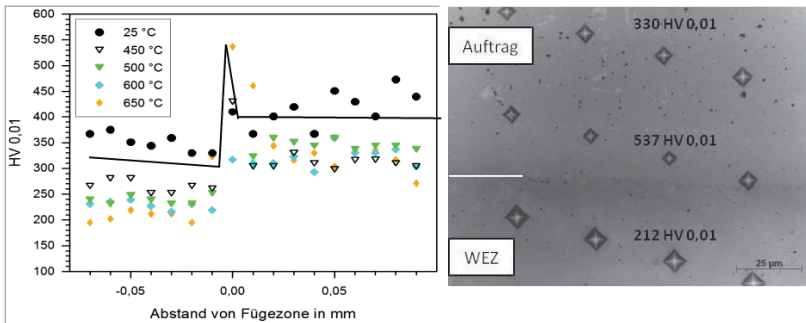 600
550
500
450
400
350
300
250
200
150
100
HV 0,01
25 °C
450 °C
500 °C
600 °C
650 °C
-0,05
0,00
0,05
Abstand von Fügezone in mm
Auftrag
330 HV 0,01
537 HV 0,01
212 HV 0,01
WEZ
25 µm